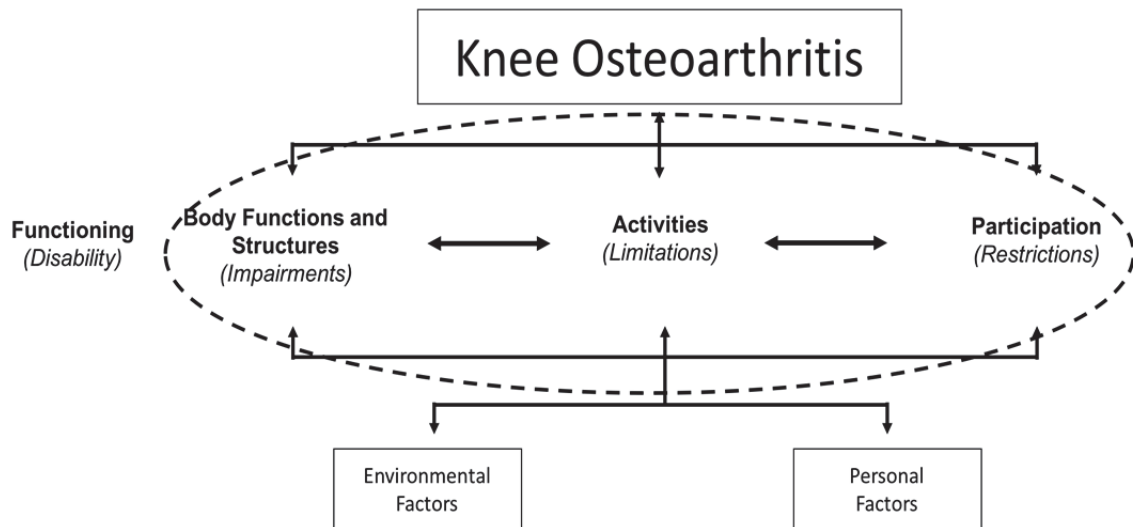 Knee Osteoarthritis
Functioning
(Disability)
Body Functions and
Structures
(Impairments)
Activities
(Limitations)
Participation
(Restrictions)
Environmental
Factors
Personal
Factors